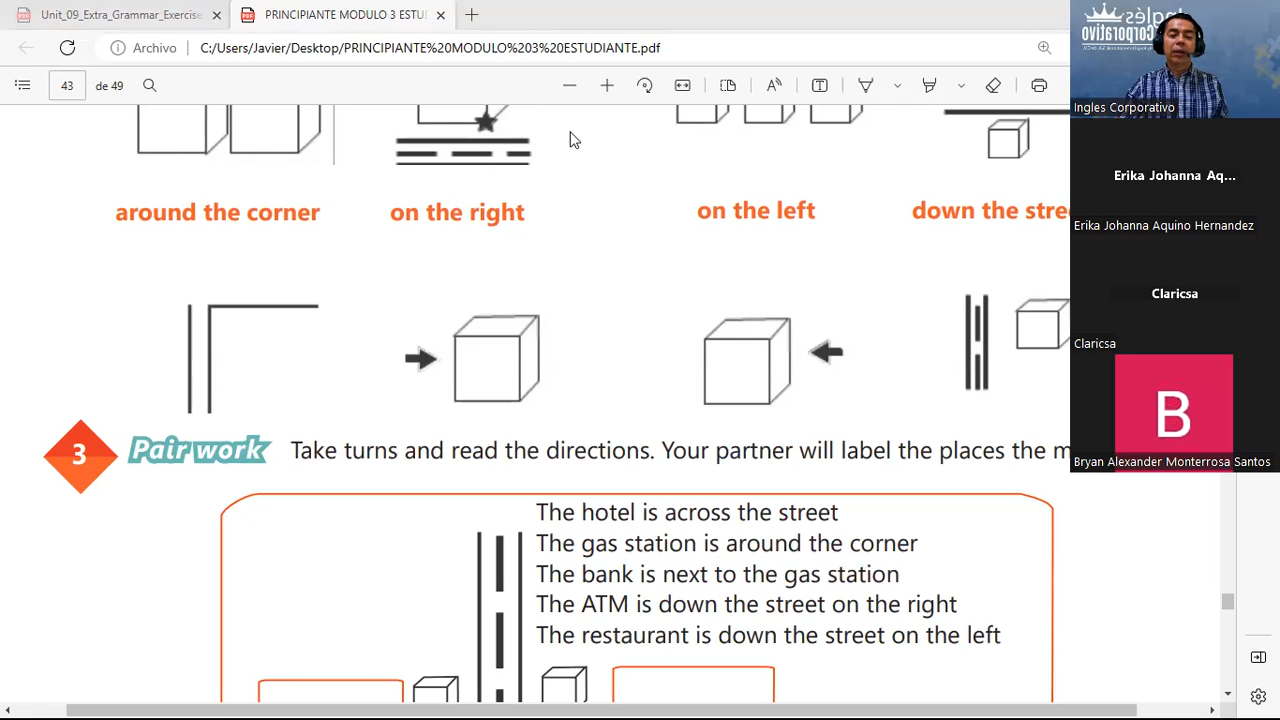 Unit_09_Extra_Grammar_Exercise
PRINCIPIANTE MODULO 3 ESTU
Archivo
C:/Users/Javier/Desktop/PRINCIPIANTE%20MODULO%203%20ESTUDIANTE.pdf
43 de 49
Inglés
Corporativo
Ingles Corporativo
Erika Johanna Aq...
Erika Johanna Aquino Hernandez
Claricsa
Claricsa
B
Bryan Alexander Monterrosa Santos
around the corner
on the right
on the left
down the stre
3
Pair work
Take turns and read the directions. Your partner will label the places the m
The hotel is across the street
The gas station is around the corner
The bank is next to the gas station
The ATM is down the street on the right
The restaurant is down the street on the left